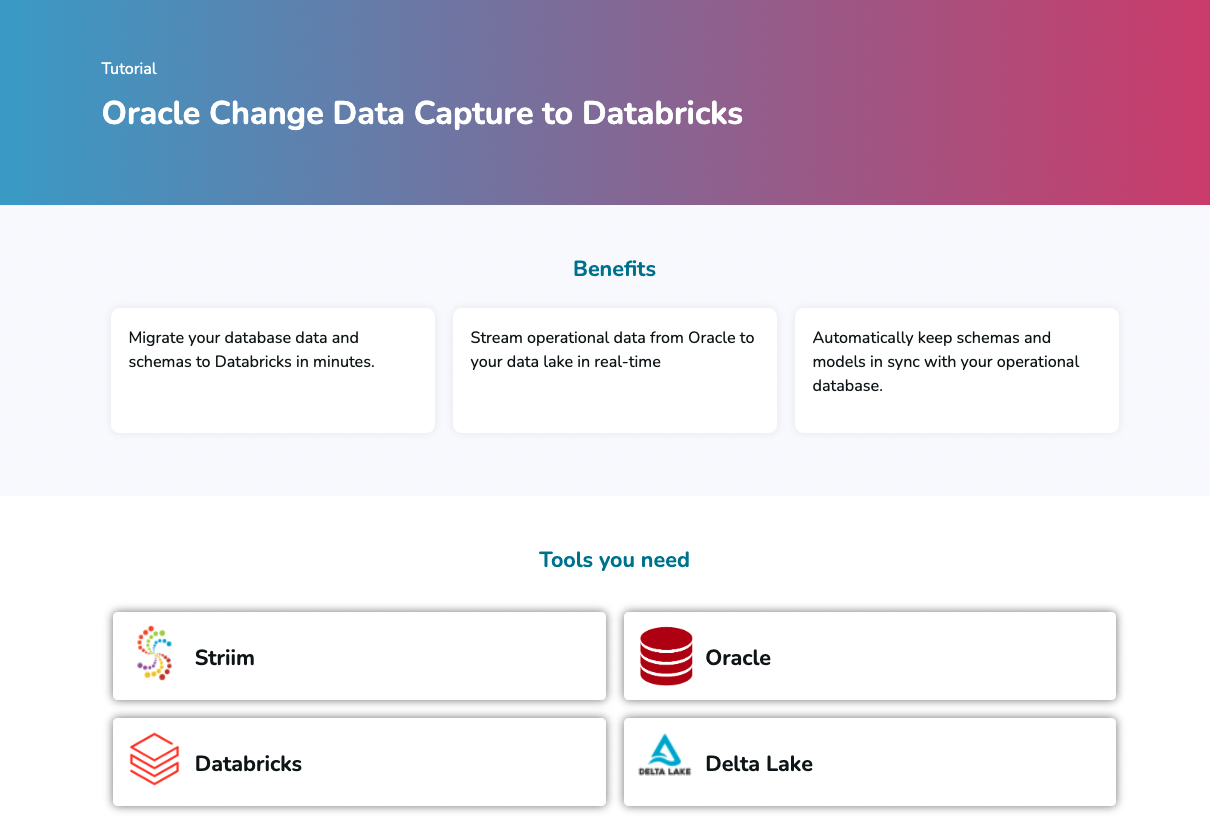 Tutorial
Oracle Change Data Capture to Databricks
Benefits
Migrate your database data and
schemas to Databricks in minutes.
Stream operational data from Oracle to
your data lake in real-time
Automatically keep schemas and
models in sync with your operational
database.
Tools you need
Striim
Oracle
Databricks
DELTA LAKE
Delta Lake